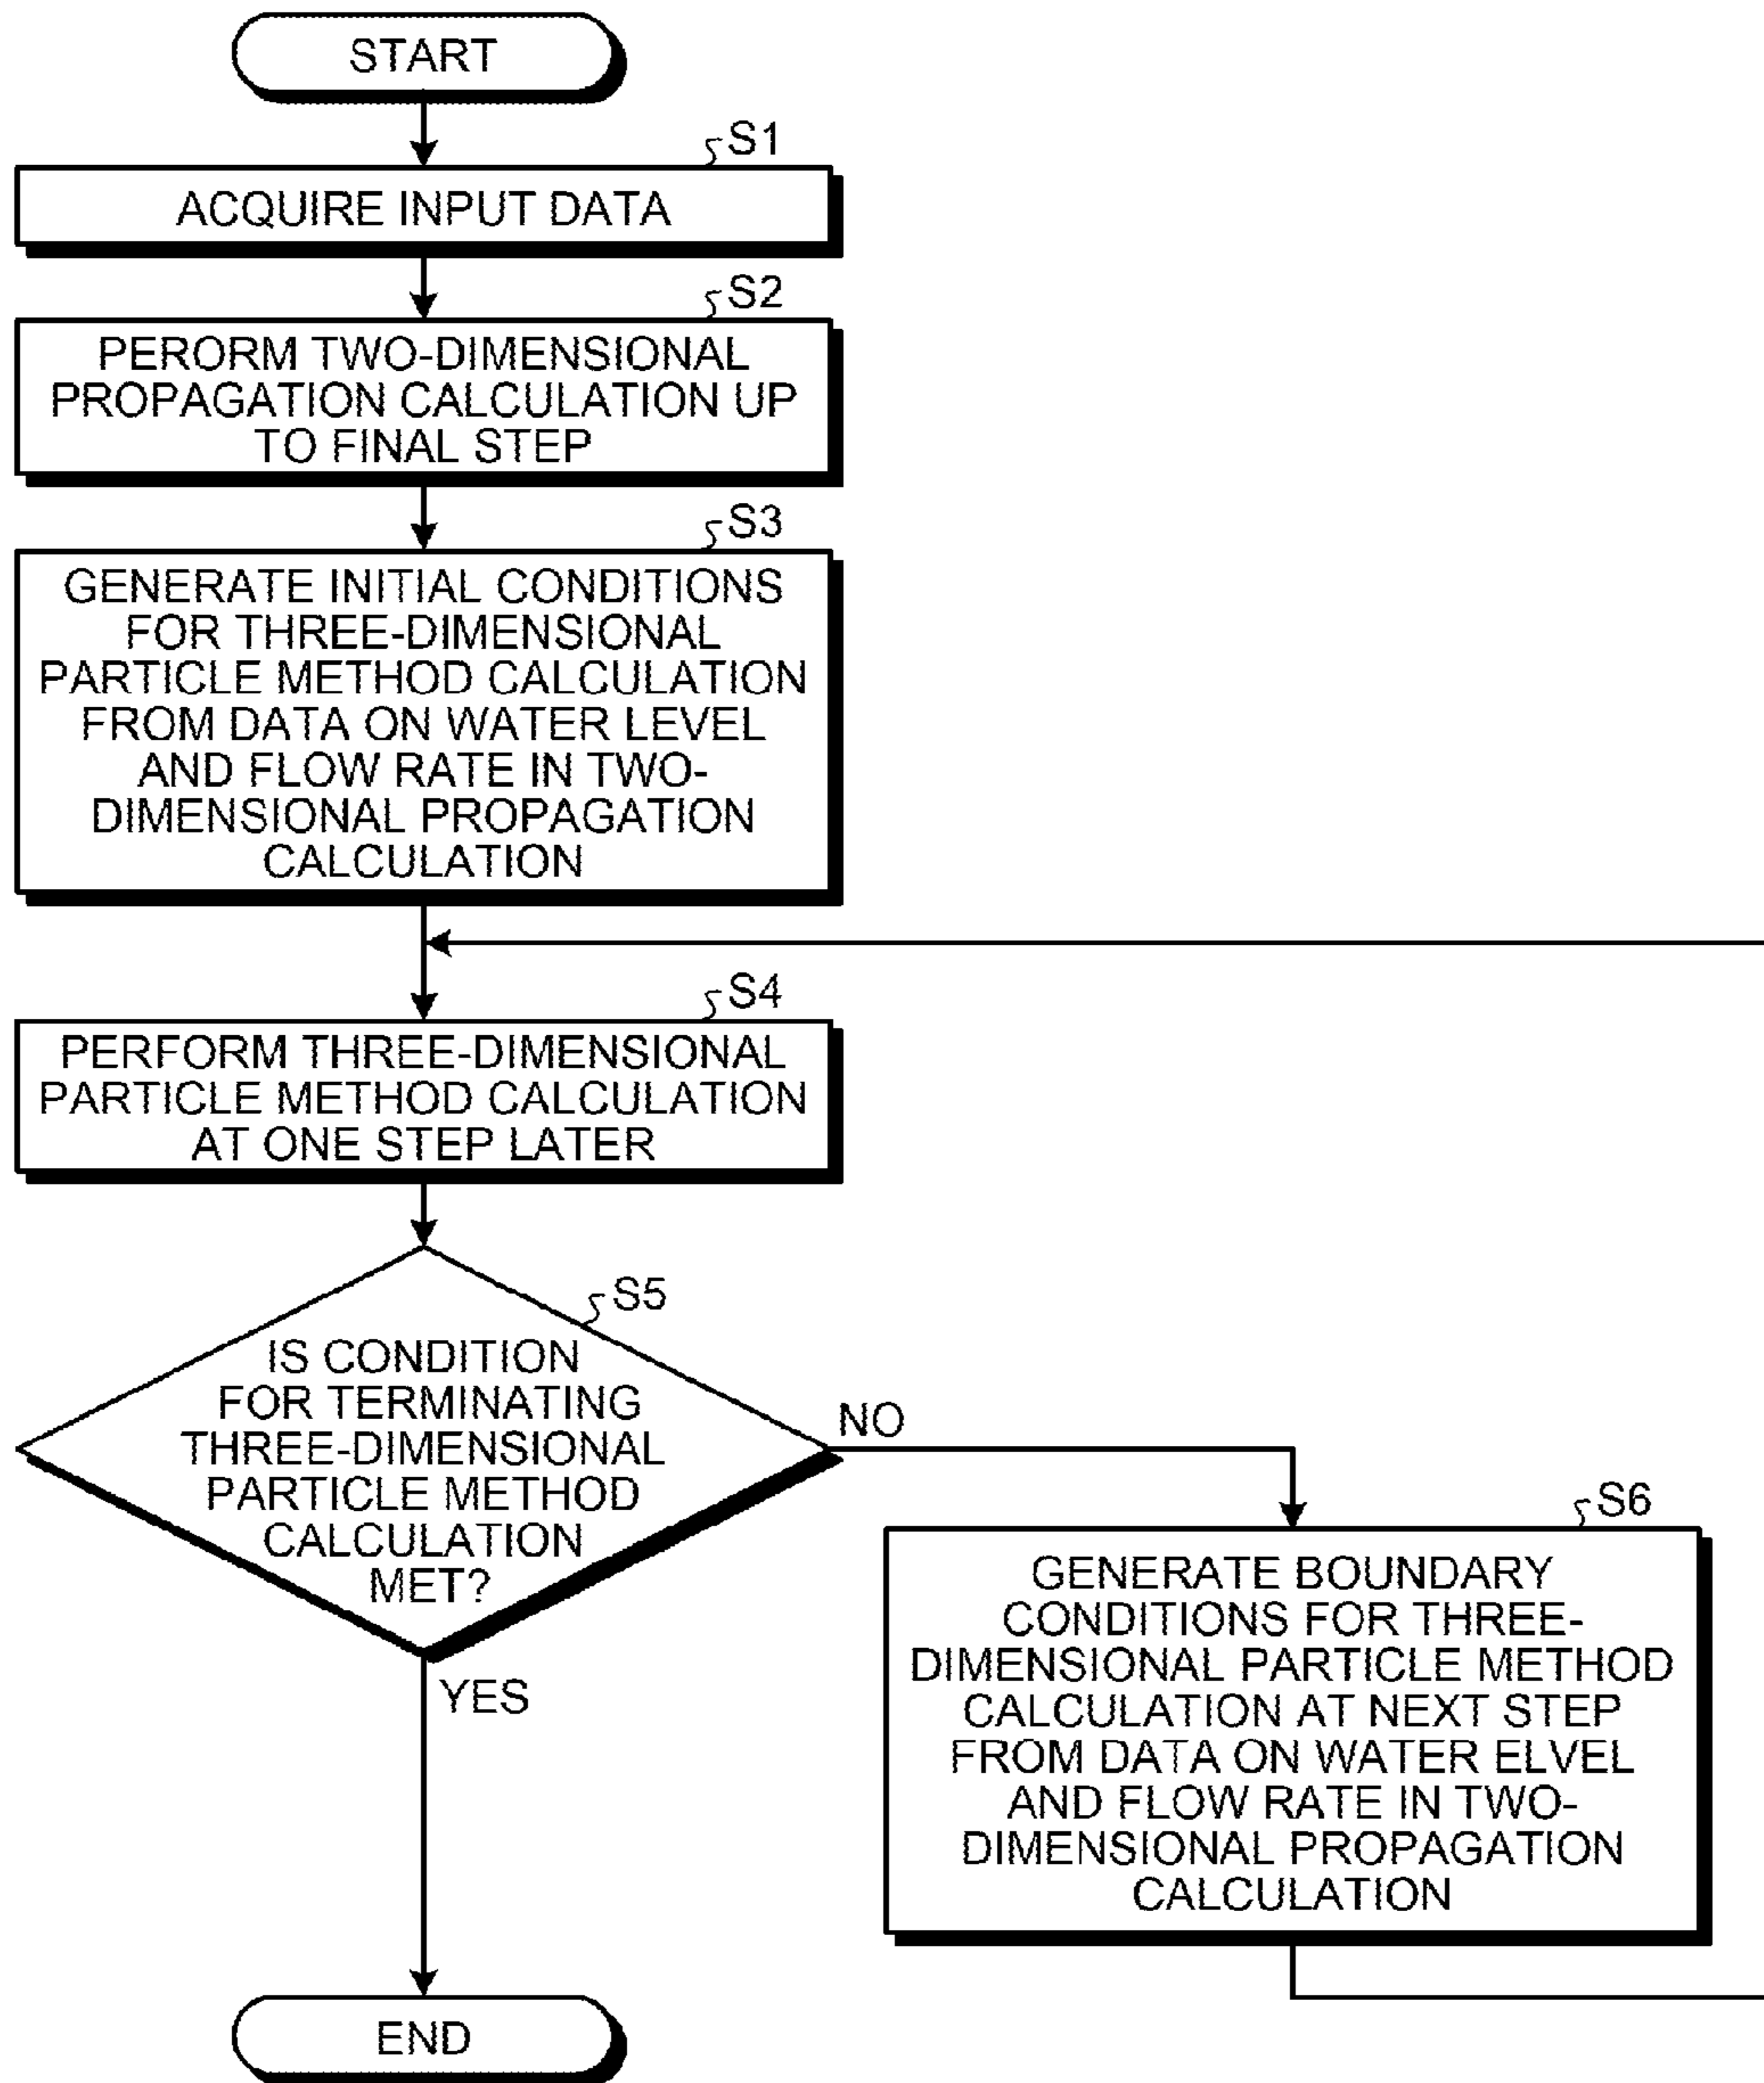 START
S1
ACQUIRE INPUT DATA
S2
PERORM TWO-DIMENSIONAL
PROPAGATION CALCULATION UP
TO FINAL STEP
S3
GENERATE INITIAL CONDITIONS
FOR THREE-DIMENSIONAL
PARTICLE METHOD CALCULATION
FROM DATA ON WATER LEVEL
AND FLOW RATE IN TWO-
DIMENSIONAL PROPAGATION
CALCULATION
S4
PERFORM THREE-DIMENSIONAL
PARTICLE METHOD CALCULATION
AT ONE STEP LATER
S5
IS CONDITION
FOR TERMINATING
THREE-DIMENSIONAL
PARTICLE METHOD
CALCULATION
MET?
NO
YES
S6
GENERATE BOUNDARY
CONDITIONS FOR THREE-
DIMENSIONAL PARTICLE METHOD
CALCULATION AT NEXT STEP
FROM DATA ON WATER ELVEL
AND FLOW RATE IN TWO-
DIMENSIONAL PROPAGATION
CALCULATION
END